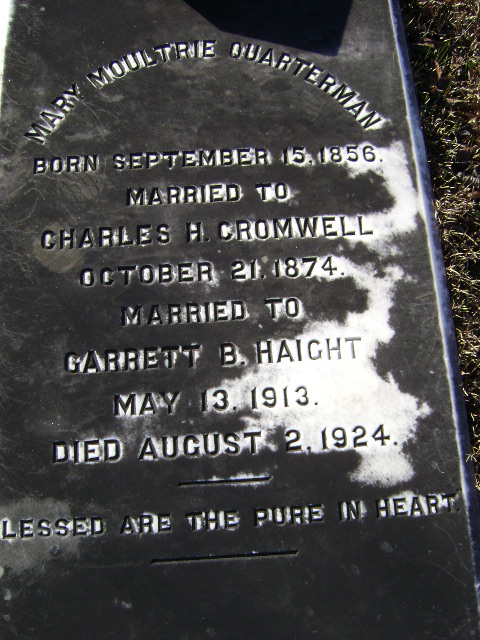 MARY MOULTRIE QUARTERMAN
BORN SEPTEMBER 15, 1856.
MARRIED TO
CHARLES H. CROMWELL
OCTOBER 21, 1874.
MARRIED TO
GARRETT B. HAIGHT
MAY 13, 1913.
DIED AUGUST 2, 1924.
LESSED ARE THE PURE IN HEART.